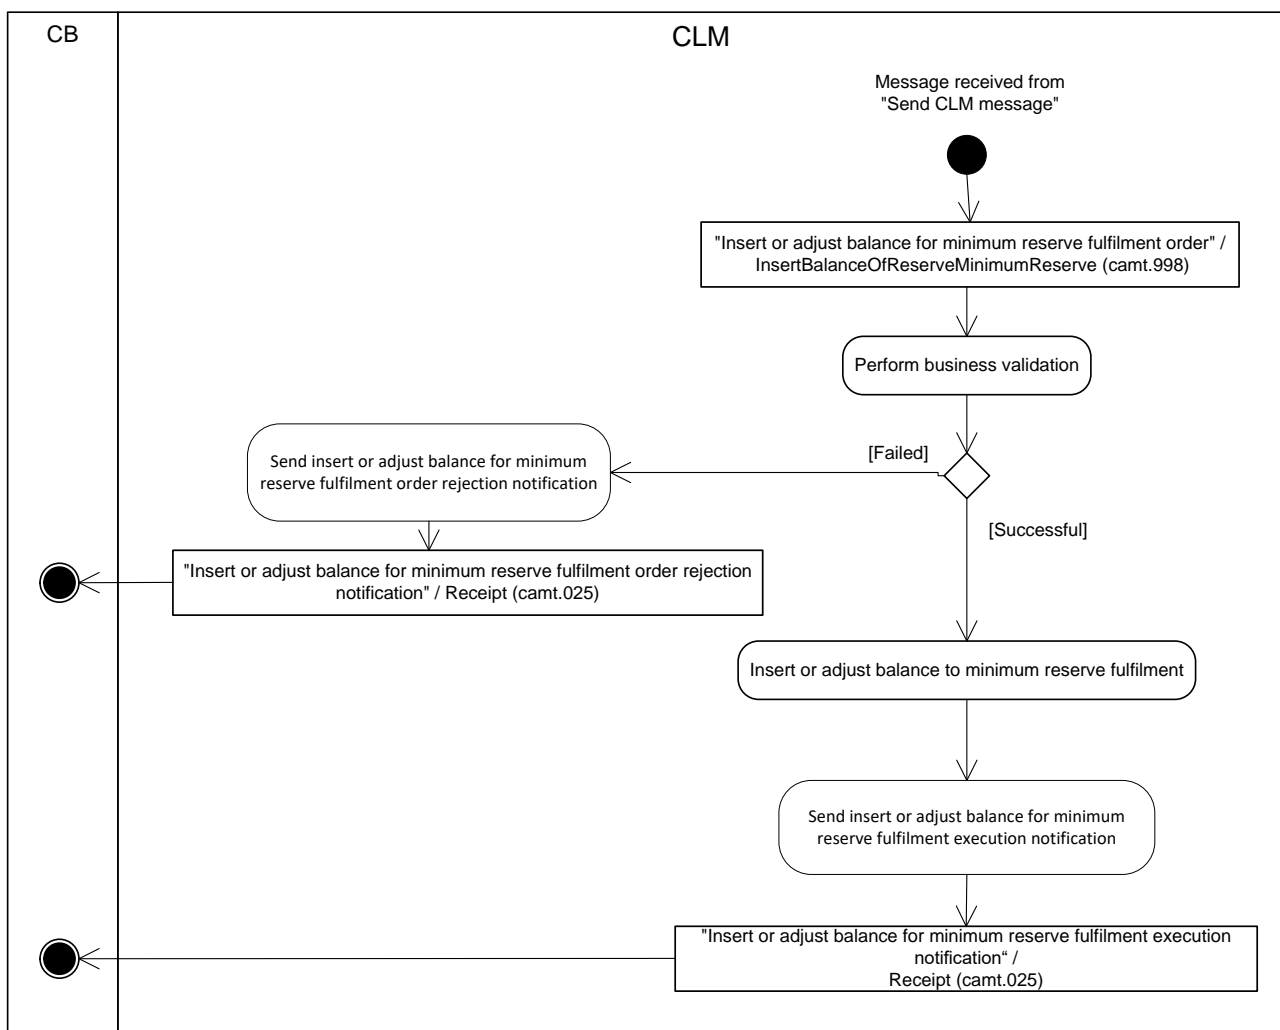 CB
CLM
Message received from
"Send CLM message"
"Insert or adjust balance for minimum reserve fulfilment order" /
InsertBalanceOfReserveMinimumReserve (camt.998)
Perform business validation
[Failed]
Send insert or adjust balance for minimum
reserve fulfilment order rejection notification
[Successful]
"Insert or adjust balance for minimum reserve fulfilment order rejection
notification" / Receipt (camt.025)
Insert or adjust balance to minimum reserve fulfilment
Send insert or adjust balance for minimum
reserve fulfilment execution notification
"Insert or adjust balance for minimum reserve fulfilment execution
notification“ /
Receipt (camt.025)